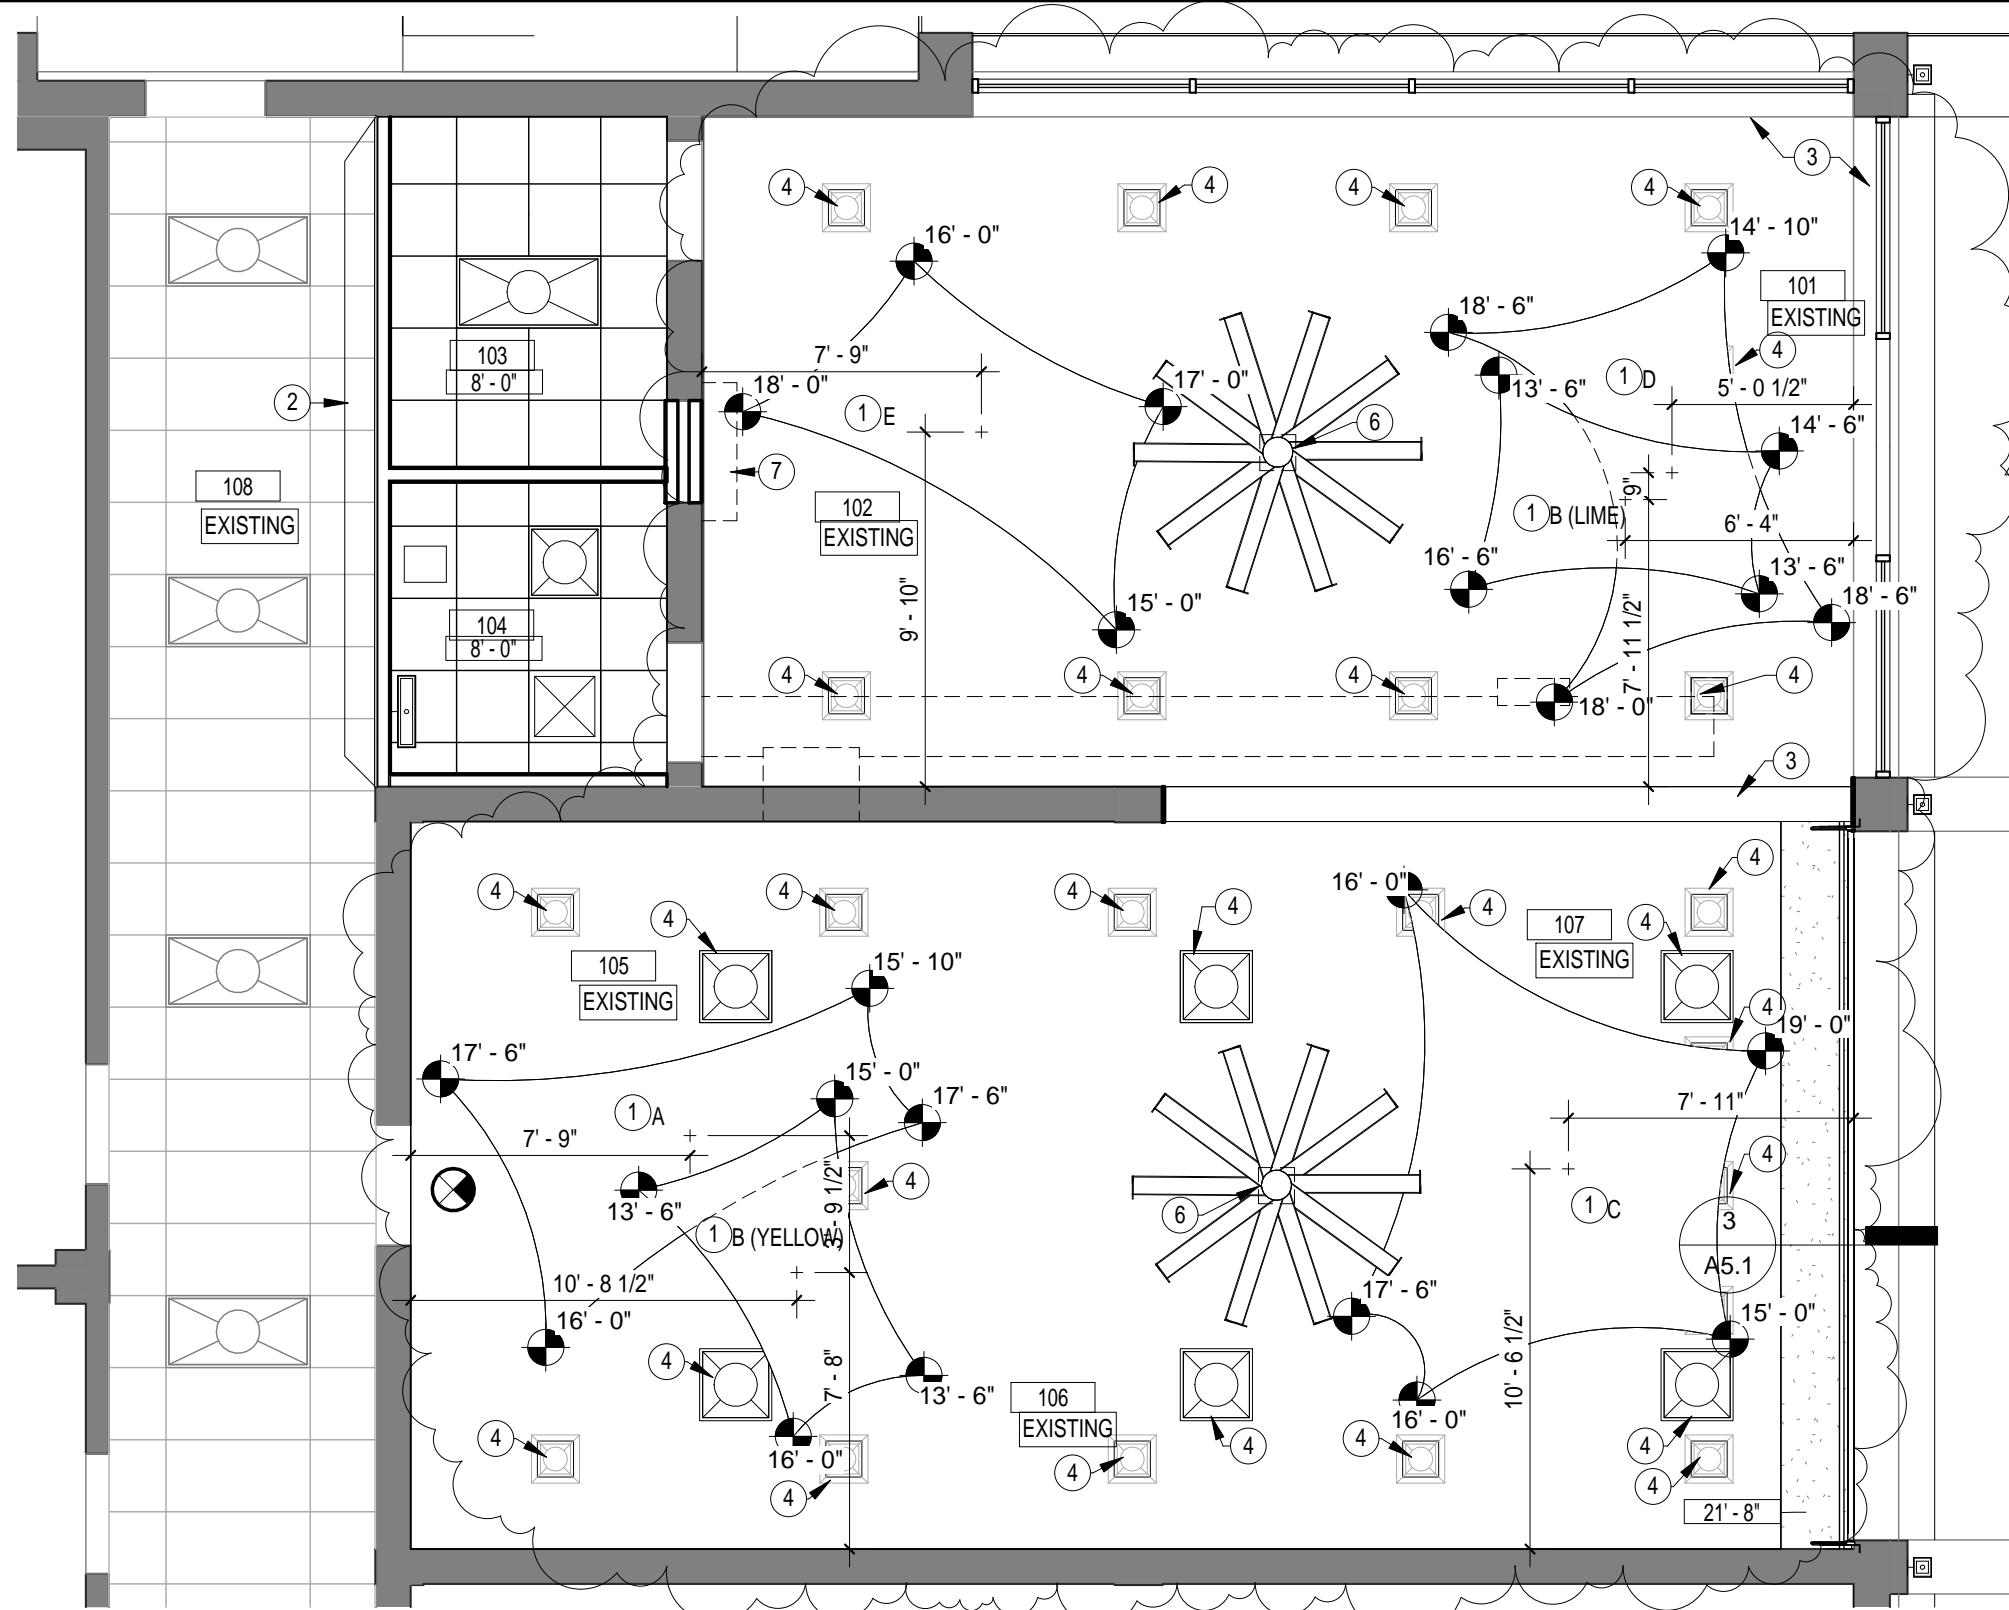 4
4
4
4
3
16' - 0"
14' - 10"
101
EXISTING
18' - 6"
103
8' - 0"
7' - 9"
4
2
18' - 0"
17' - 0"
13' - 6"
1 D
5' - 0 1/2"
1 E
6
14' - 6"
7
108
EXISTING
102
EXISTING
9"
1 B (LIME)
6' - 4"
16' - 6"
13' - 6"
18' - 6"
9' - 10"
15' - 0"
104
8' - 0"
7' - 11 1/2"
4
4
4
4
18' - 0"
3
4
4
4
16' - 0"
4
4
4
4
107
EXISTING
4
105
EXISTING
15' - 10"
4
19' - 0"
17' - 6"
15' - 0"
17' - 6"
1 A
7' - 11"
7' - 9"
4
4
3' - 9 1/2"
13' - 6"
6
1 C
1 B (YELLOW)
3
A5.1
10' - 8 1/2"
17' - 6"
16' - 0"
15' - 0"
10' - 6 1/2"
4
7' - 8"
13' - 6"
106
EXISTING
16' - 0"
4
16' - 0"
4
4
4
4
4
4
21' - 8"